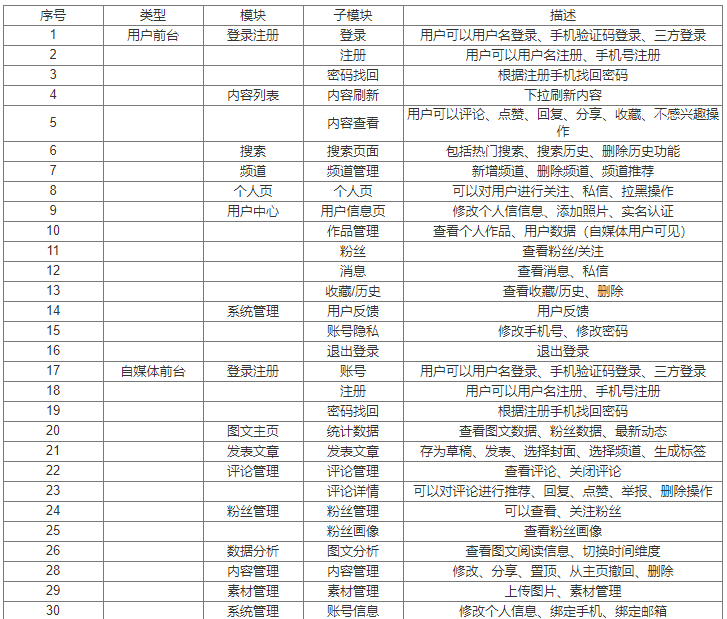 序号 类型 模块 子模块 描述
1 用户前台 登录注册 登录 用户可以用户名登录、手机验证码登录、三方登录
2 注册 用户可以用户名注册、手机号注册
3 密码找回 根据注册手机找回密码
4 内容列表 内容刷新 下拉刷新内容
5 内容查看 用户可以评论、点赞、回复、分享、收藏、不感兴趣操
作
6 搜索 搜索页面 包括热门搜索、搜索历史、删除历史功能
7 频道 频道管理 新增频道、删除频道、频道推荐
8 个人页 个人页 可以对用户进行关注、私信、拉黑操作
9 用户中心 用户信息页 修改个人信信息、添加照片、实名认证
10 作品管理 查看个人作品、用户数据（自媒体用户可见）
11 粉丝 查看粉丝/关注
12 消息 查看消息、私信
13 收藏/历史 查看收藏/历史、删除
14 系统管理 用户反馈 用户反馈
15 账号隐私 修改手机号、修改密码
16 退出登录 退出登录
17 自媒体前台 登录注册 账号 用户可以用户名登录、手机验证码登录、三方登录
18 注册 用户可以用户名注册、手机号注册
19 密码找回 根据注册手机找回密码
20 图文主页 统计数据 查看图文数据、粉丝数据、最新动态
21 发表文章 发表文章 存为草稿、发表、选择封面、选择频道、生成标签
22 评论管理 评论管理 查看评论、关闭评论
23 评论详情 可以对评论进行推荐、回复、点赞、举报、删除操作
24 粉丝管理 粉丝管理 可以查看、关注粉丝
25 粉丝画像 查看粉丝画像
26 数据分析 图文分析 查看图文阅读信息、切换时间维度
28 内容管理 内容管理 修改、分享、置顶、从主页撤回、删除
29 素材管理 素材管理 上传图片、素材管理
30 系统管理 账号信息 修改个人信息、绑定手机、绑定邮箱